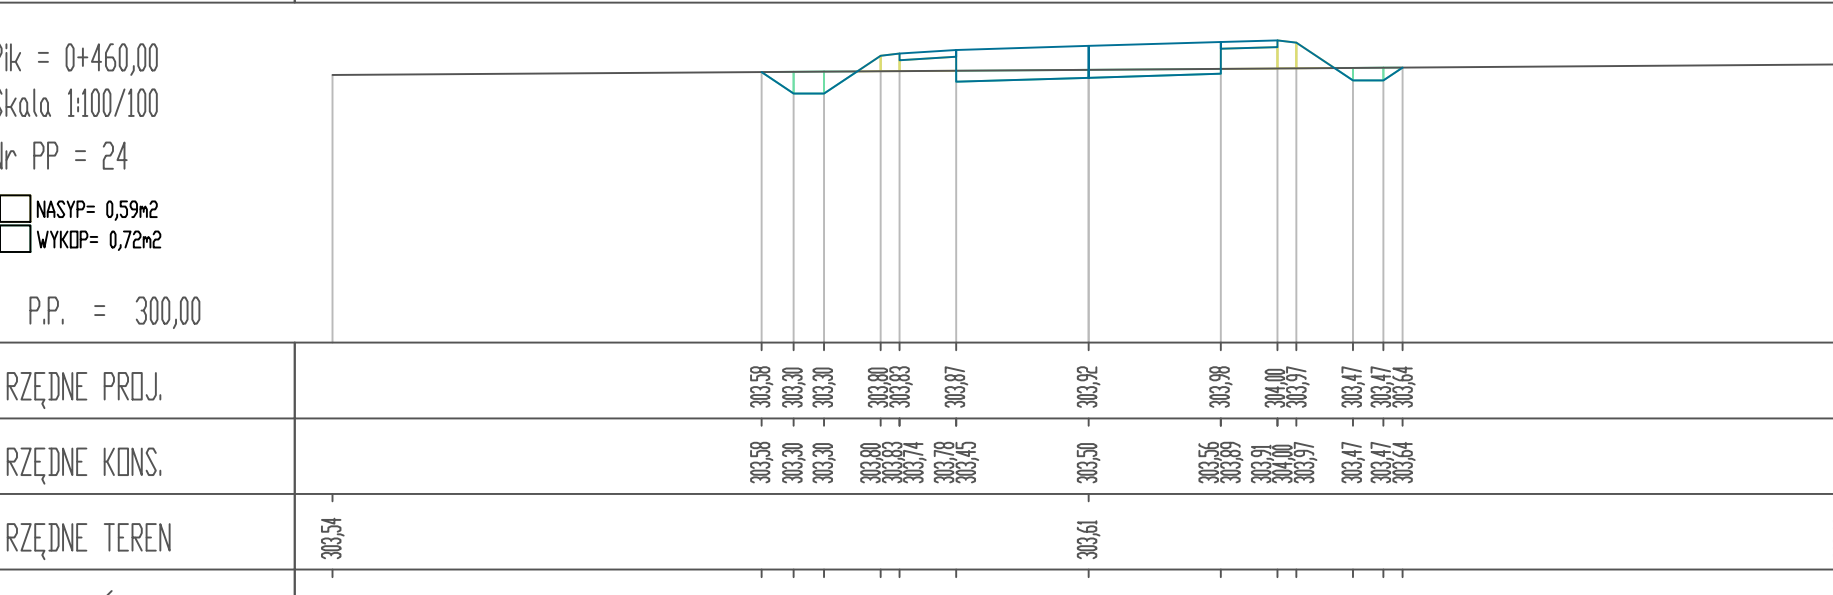 Pik = 0+460,00
Skala 1:100/100
Nr PP = 24
NASYP= 0,59m2
WYKOP= 0,72m2
P.P. = 300,00
RZĘDNE PROJ. 303,58 303,30 303,30 303,80 303,83 303,87 303,92 303,98 304,00 303,97 303,47 303,47 303,64
RZĘDNE KONS. 303,58 303,30 303,30 303,80 303,83 303,74 303,78 303,45 303,50 303,56 303,89 303,91 304,00 303,97 303,47 303,47 303,64
RZĘDNE TEREN 303,54 303,61